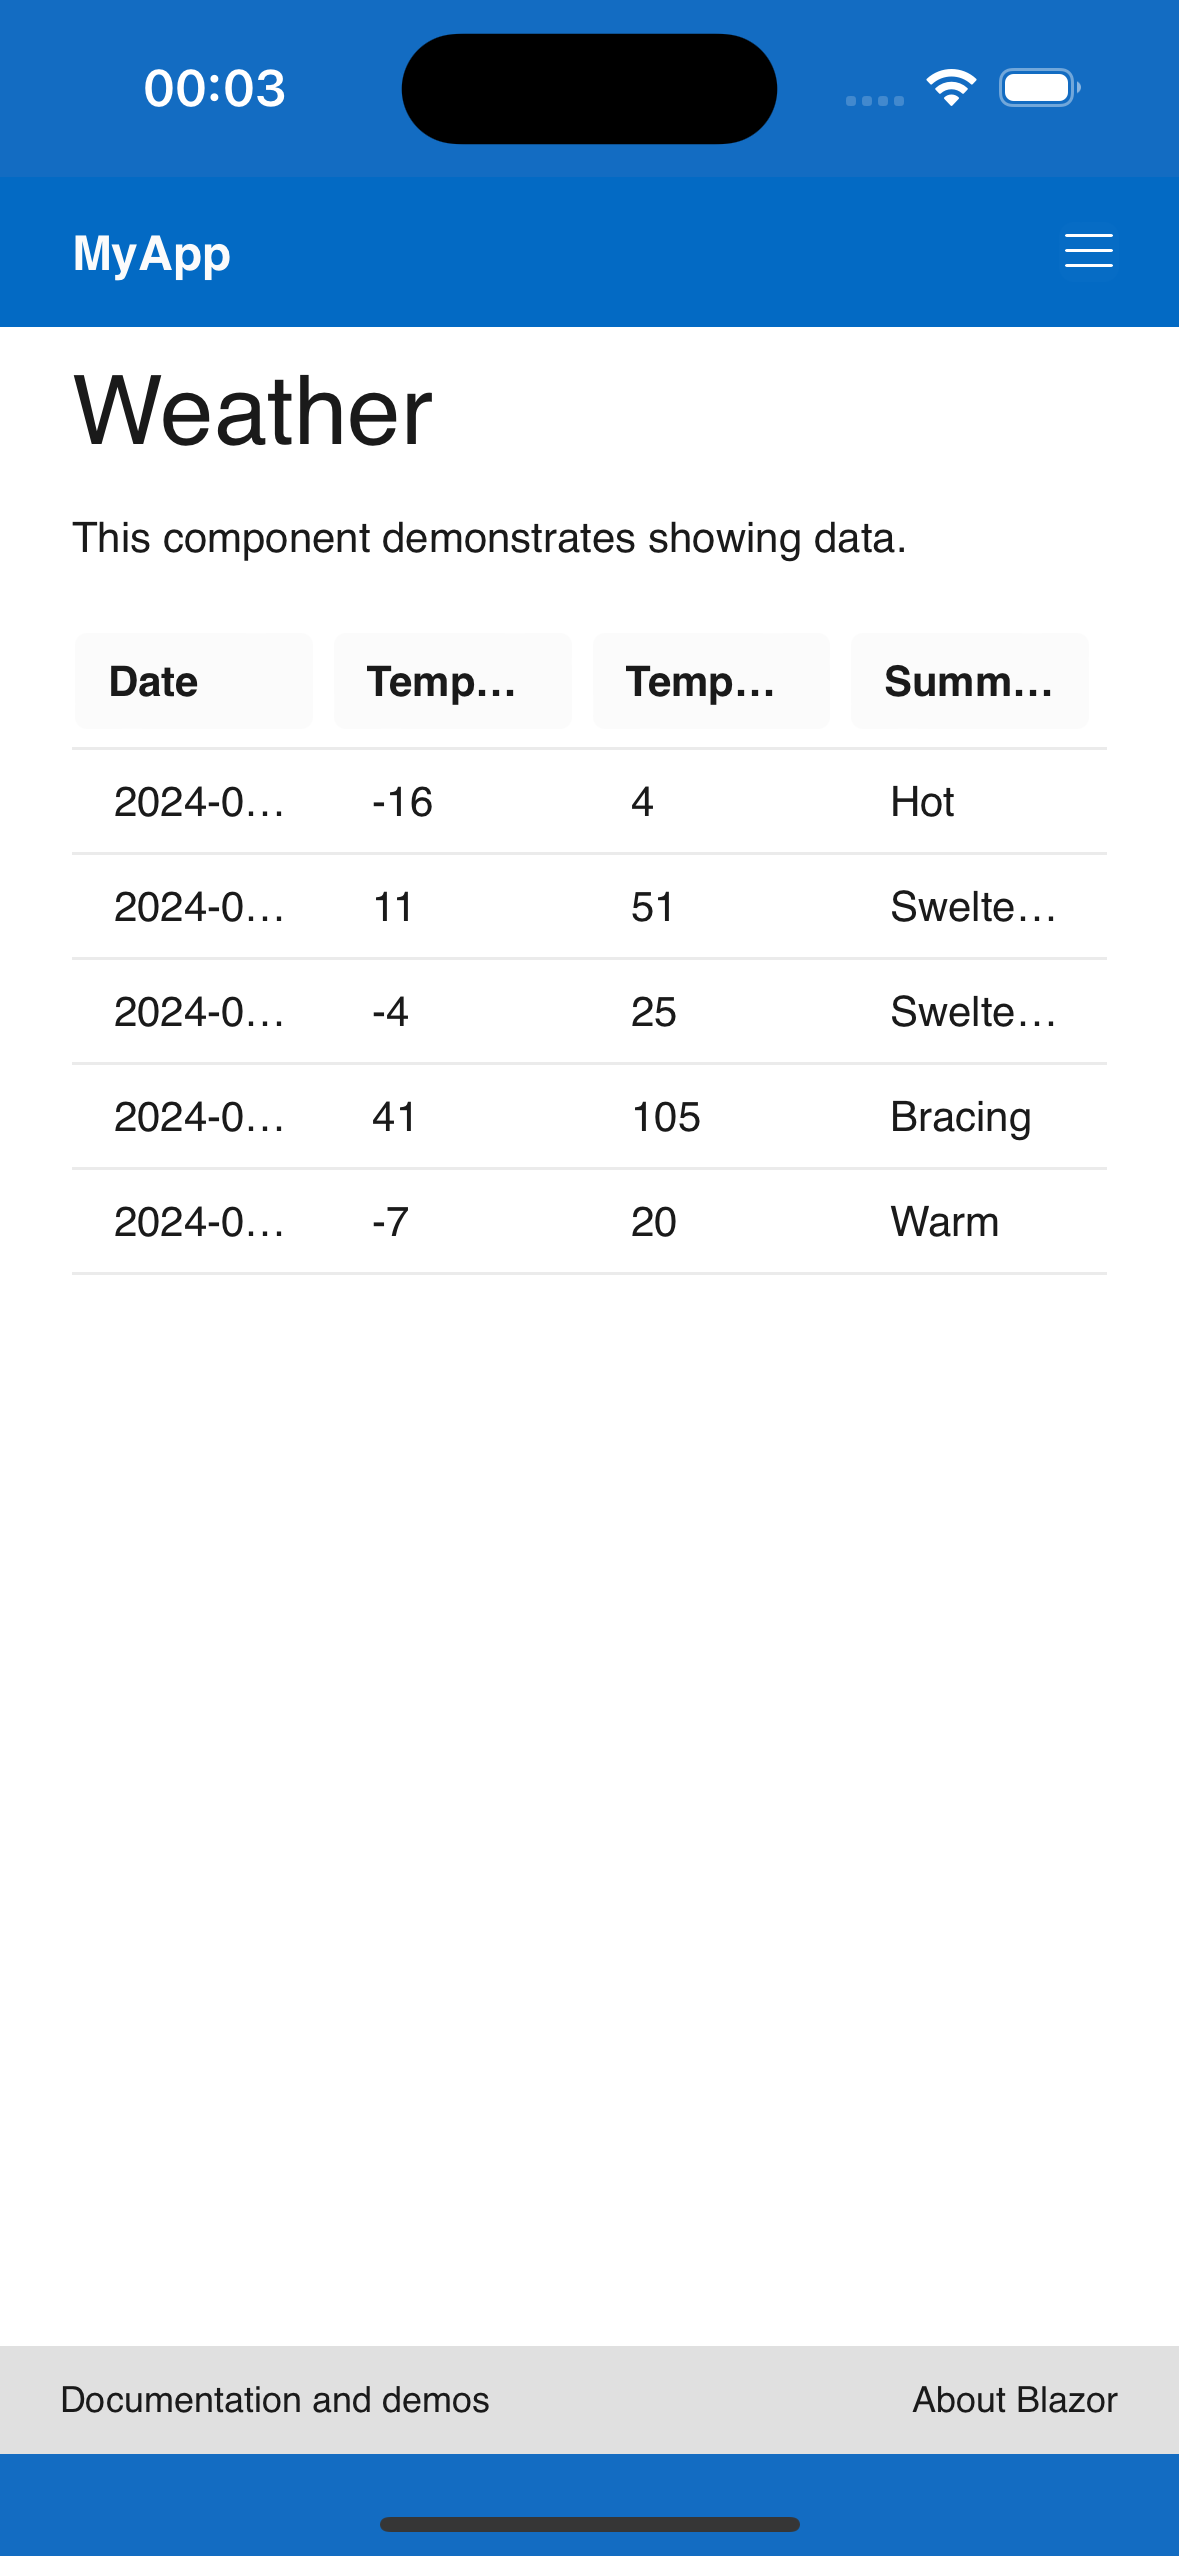 00:03
MyApp
Weather
This component demonstrates showing data.
Date Temp... Temp... Summ...
2024-0... -16 4 Hot
2024-0... 11 51 Swelte...
2024-0... -4 25 Swelte...
2024-0... 41 105 Bracing
2024-0... -7 20 Warm
Documentation and demos About Blazor